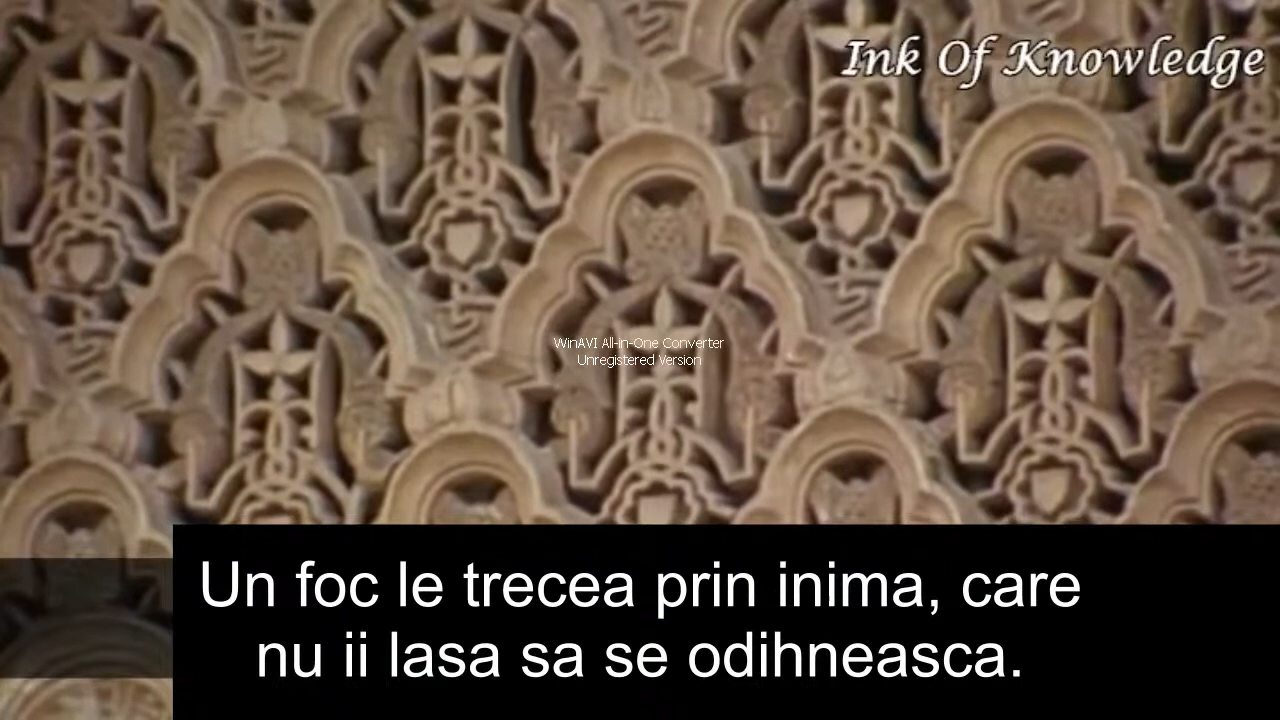 Ink Of Knowledge
WinAVI All-in-One Converter
Unregistered Version
Un foc le trecea prin inima, care
nu ii lasa sa se odihneasca.